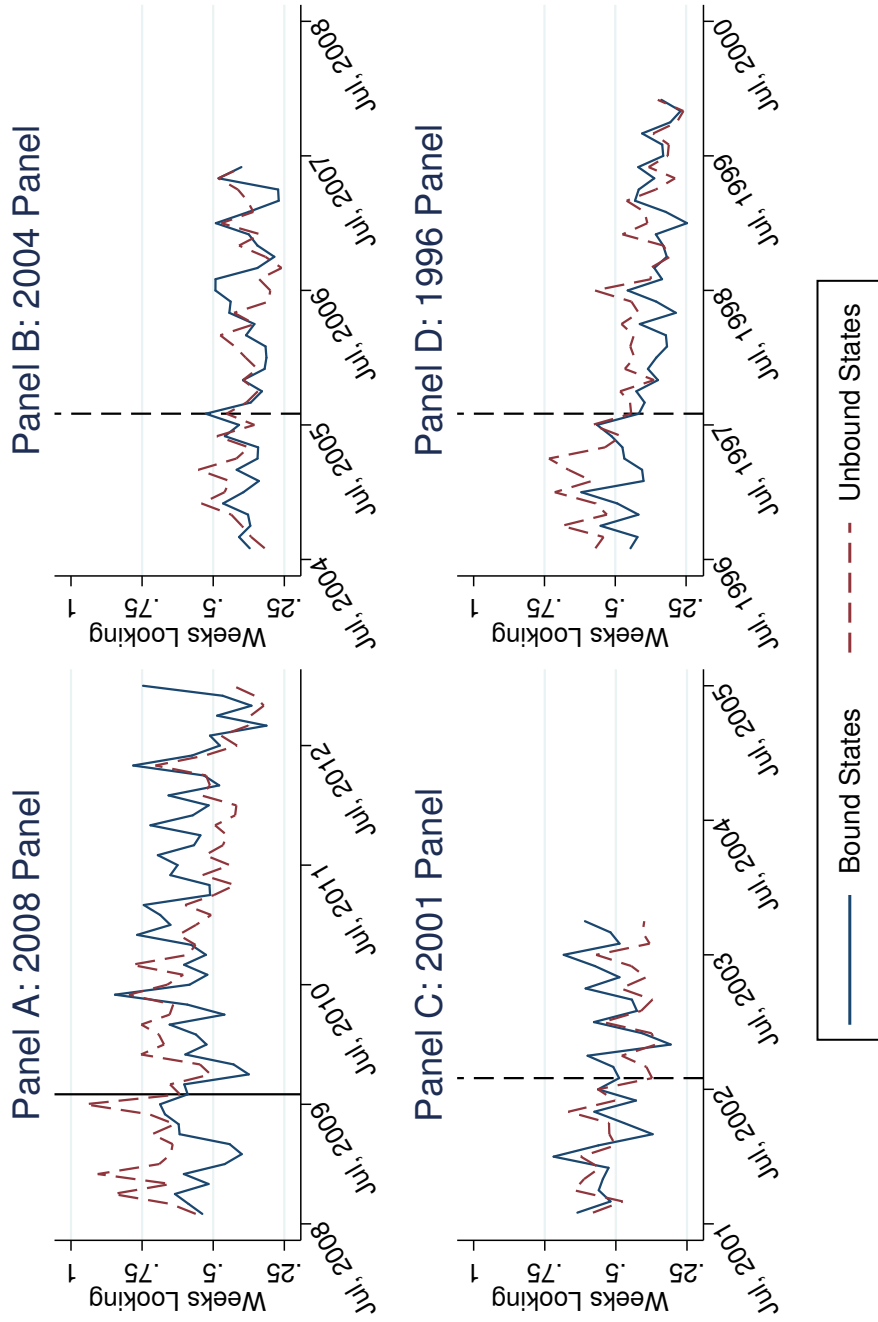 Panel A: 2008 Panel
Weeks Looking
1
.75
.5
.25
Jul, 2008
Jul, 2009
Jul, 2010
Jul, 2011
Jul, 2012
Panel B: 2004 Panel
Weeks Looking
1
.75
.5
.25
Jul, 2004
Jul, 2005
Jul, 2006
Jul, 2007
Jul, 2008
Panel C: 2001 Panel
Weeks Looking
1
.75
.5
.25
Jul, 2001
Jul, 2002
Jul, 2003
Jul, 2004
Jul, 2005
Panel D: 1996 Panel
Weeks Looking
1
.75
.5
.25
Jul, 1996
Jul, 1997
Jul, 1998
Jul, 1999
Jul, 2000
Bound States
Unbound States